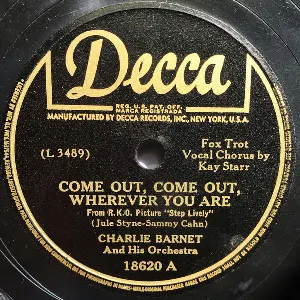 Decca
REG. U. S. PAT. OFF.
MARCA REGISTRADA
MANUFACTURED BY DECCA RECORDS, INC., NEW YORK, U.S.A.
(L 3489)
Fox Trot
Vocal Chorus by
Kay Starr
COME OUT, COME OUT,
WHEREVER YOU ARE
From R.K.O. Picture "Step Lively"
(Jule Styne-Sammy Cahn)
CHARLIE BARNET
And His Orchestra
18620 A